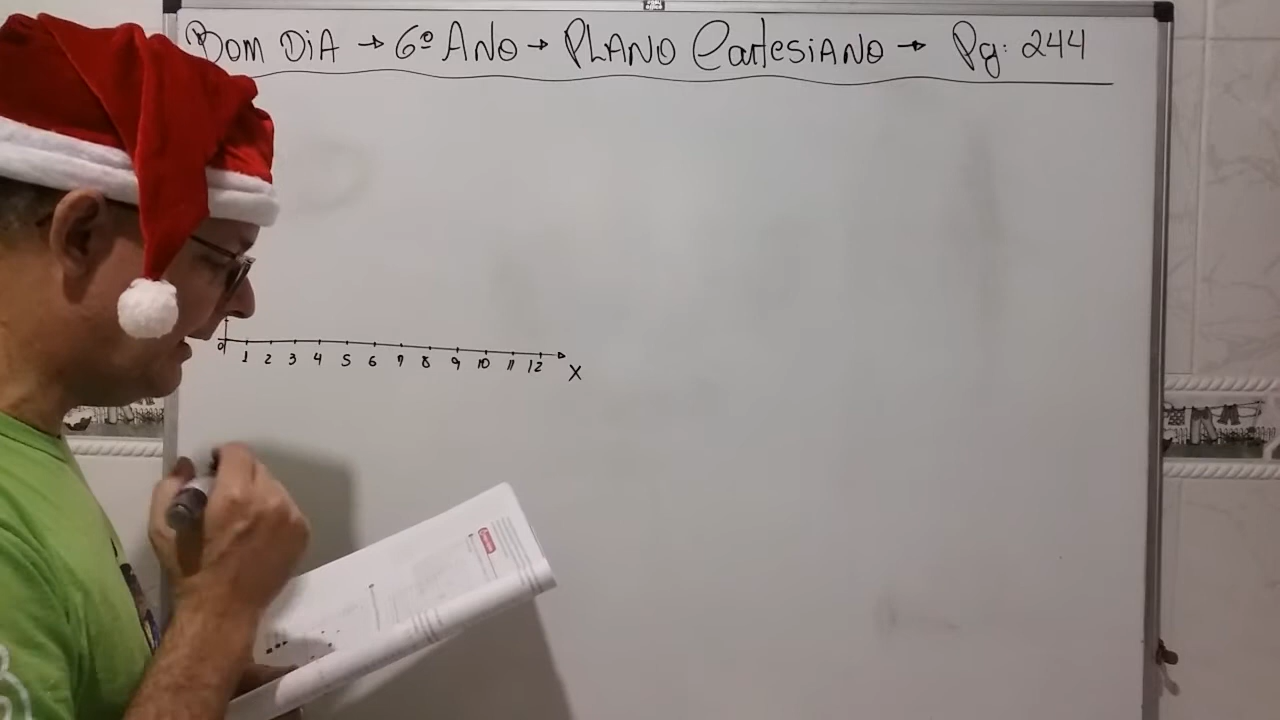 Bom DiA → 6º ANO → PLANO CartesiANO → Pg: 244
0 1 2 3 4 5 6 7 8 9 10 11 12 X